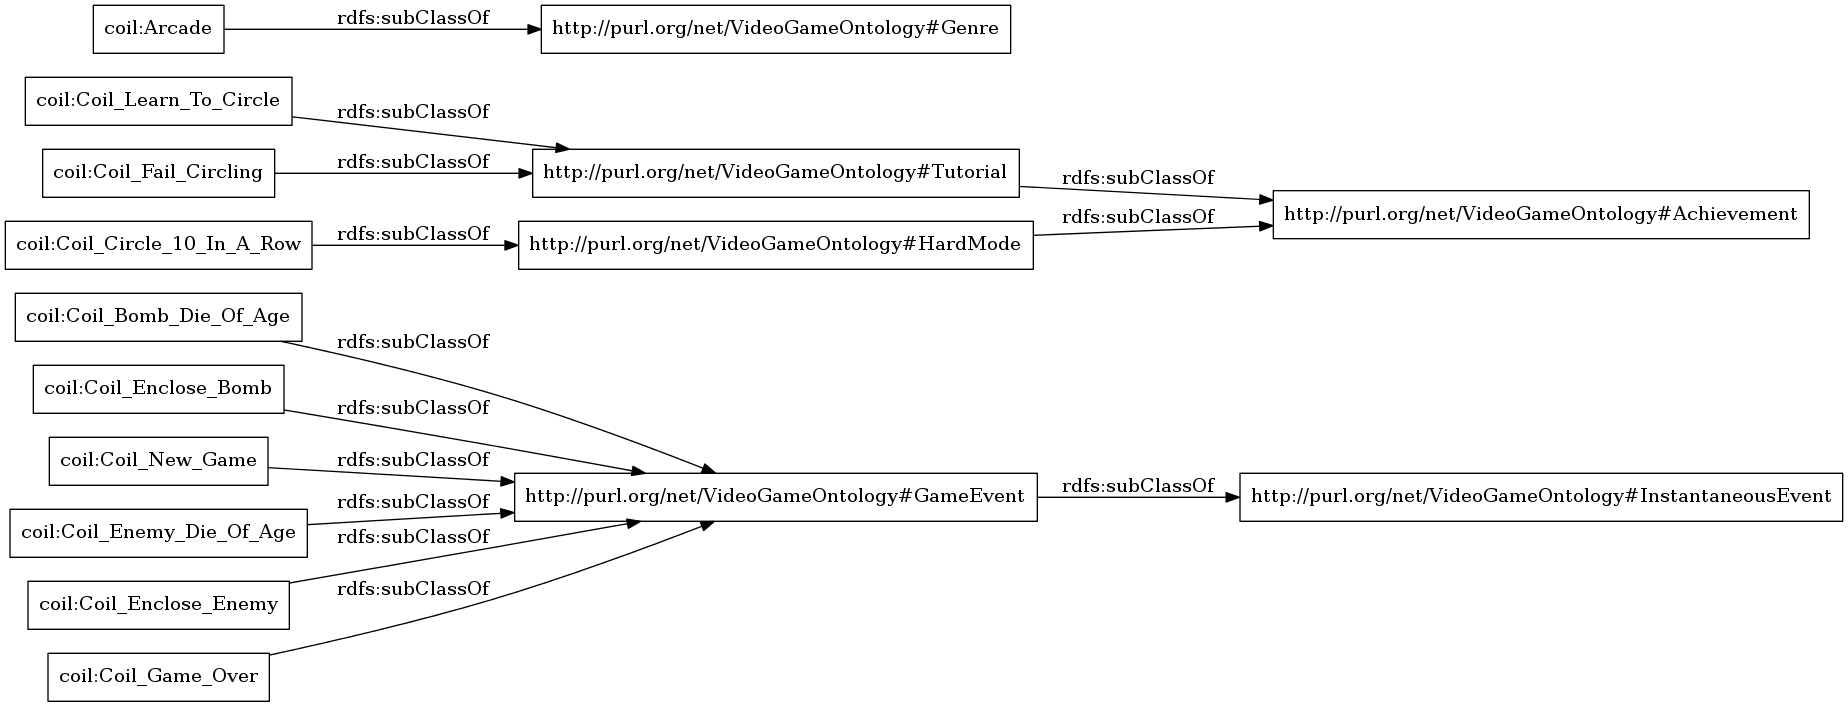 coil:Arcade
rdfs:subClassOf
http://purl.org/net/VideoGameOntology#Genre
coil:Coil_Learn_To_Circle
rdfs:subClassOf
coil:Coil_Fail_Circling
rdfs:subClassOf
http://purl.org/net/VideoGameOntology#Tutorial
rdfs:subClassOf
coil:Coil_Circle_10_In_A_Row
rdfs:subClassOf
http://purl.org/net/VideoGameOntology#HardMode
rdfs:subClassOf
http://purl.org/net/VideoGameOntology#Achievement
coil:Coil_Bomb_Die_Of_Age
rdfs:subClassOf
coil:Coil_Enclose_Bomb
rdfs:subClassOf
coil:Coil_New_Game
rdfs:subClassOf
coil:Coil_Enemy_Die_Of_Age
rdfs:subClassOf
coil:Coil_Enclose_Enemy
rdfs:subClassOf
coil:Coil_Game_Over
rdfs:subClassOf
http://purl.org/net/VideoGameOntology#GameEvent
rdfs:subClassOf
http://purl.org/net/VideoGameOntology#InstantaneousEvent